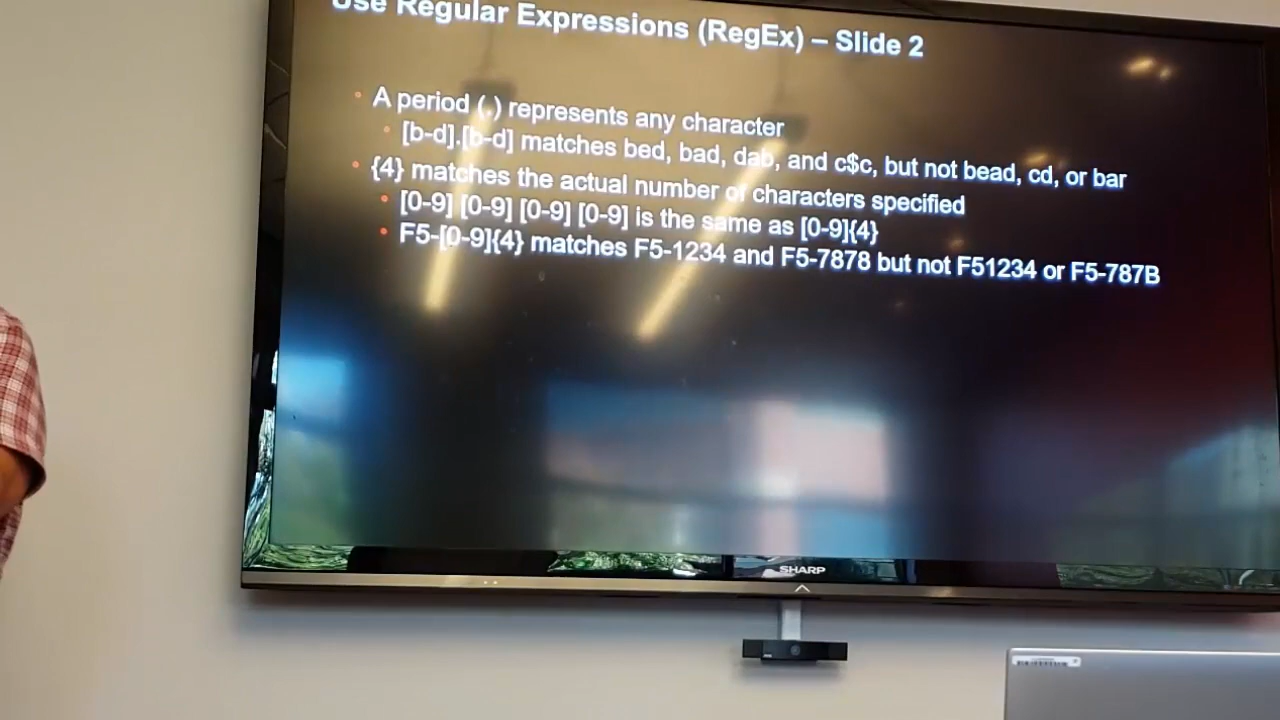 Use Regular Expressions (RegEx) – Slide 2
A period (.) represents any character
[b-d].[b-d] matches bed, bad, dab, and c$c, but not bead, cd, or bar
{4} matches the actual number of characters specified
[0-9] [0-9] [0-9] [0-9] is the same as [0-9]{4}
F5-[0-9]{4} matches F5-1234 and F5-7878 but not F51234 or F5-787B
SHARP